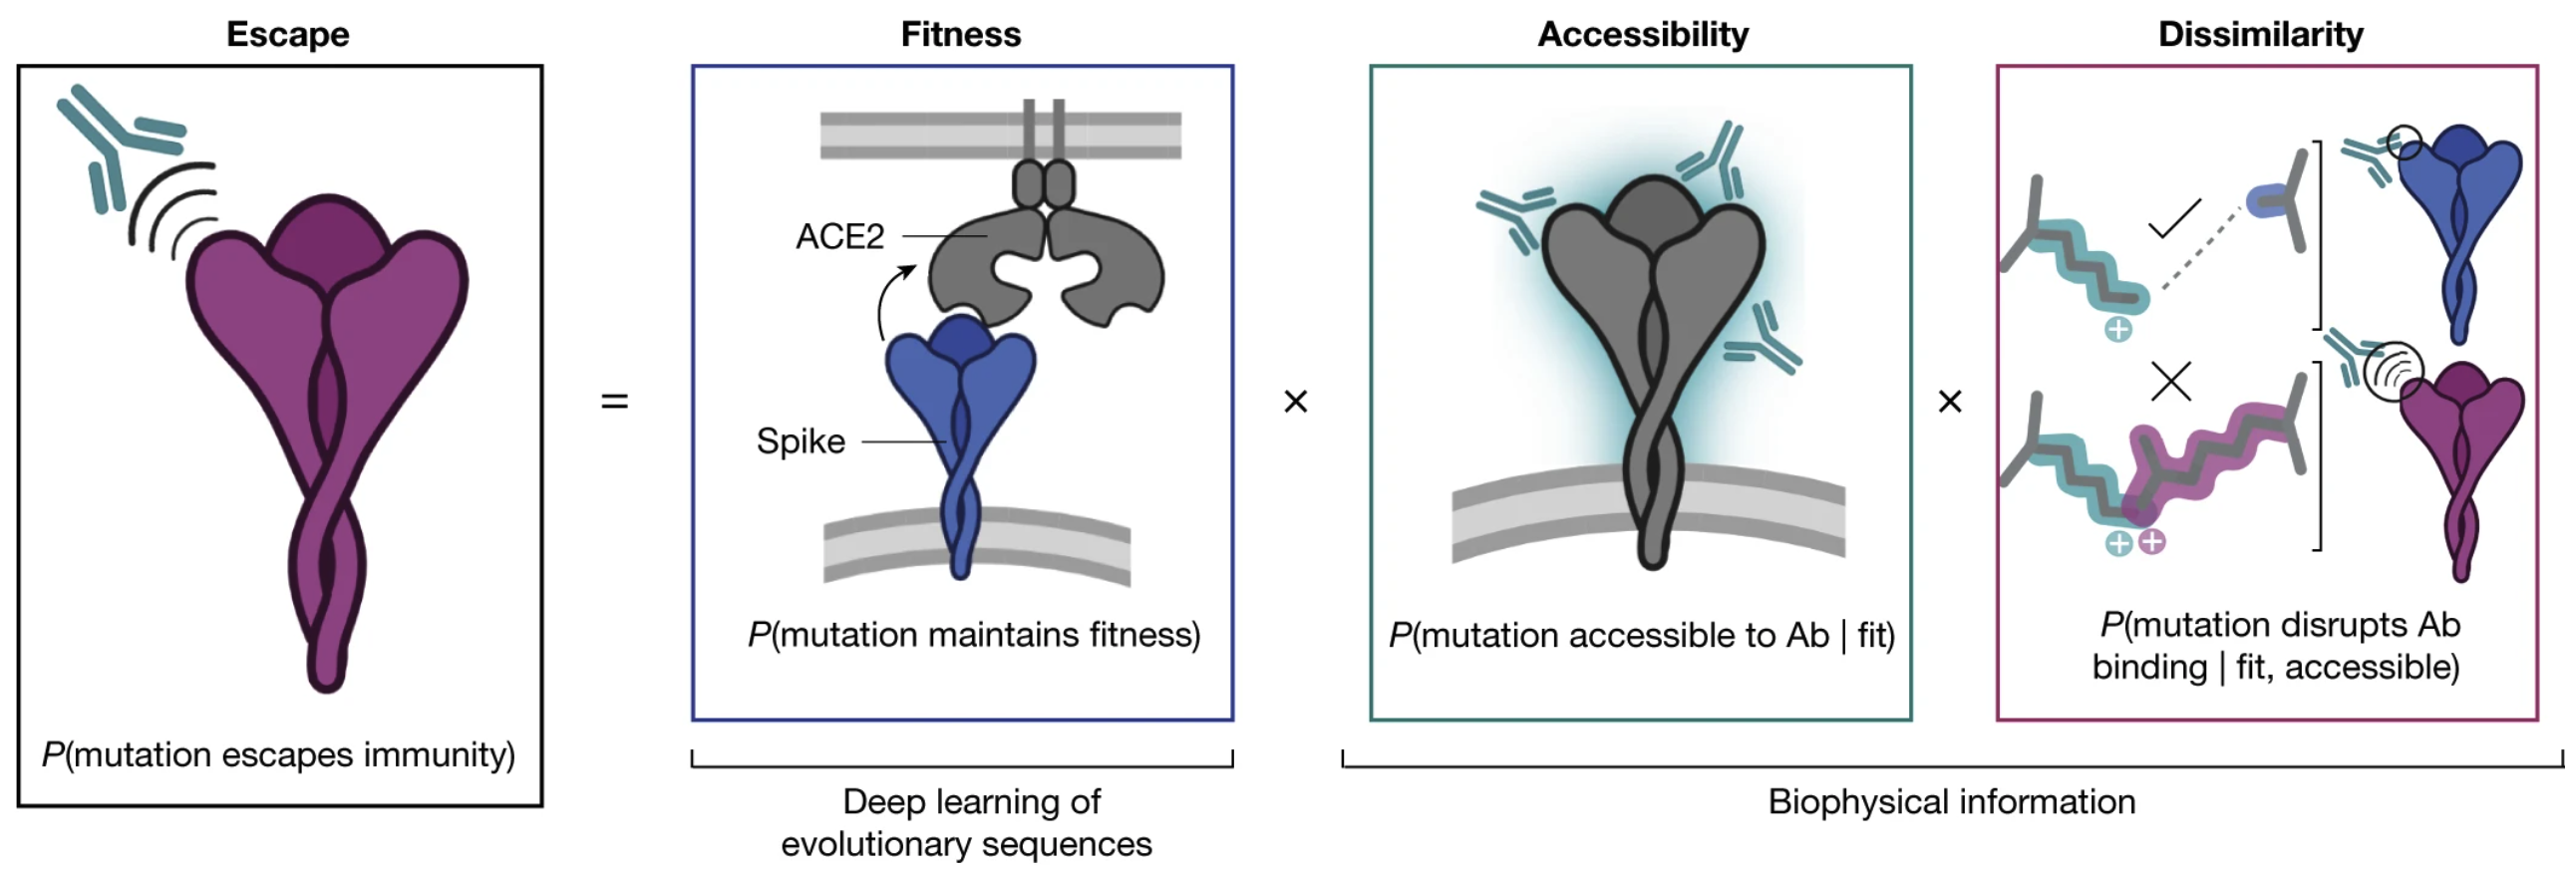 Escape
P(mutation escapes immunity)
=
Fitness
ACE2
Spike
P(mutation maintains fitness)
Deep learning of
evolutionary sequences
×
Accessibility
P(mutation accessible to Ab | fit)
×
Dissimilarity
+
+ +
P(mutation disrupts Ab
binding | fit, accessible)
Biophysical information